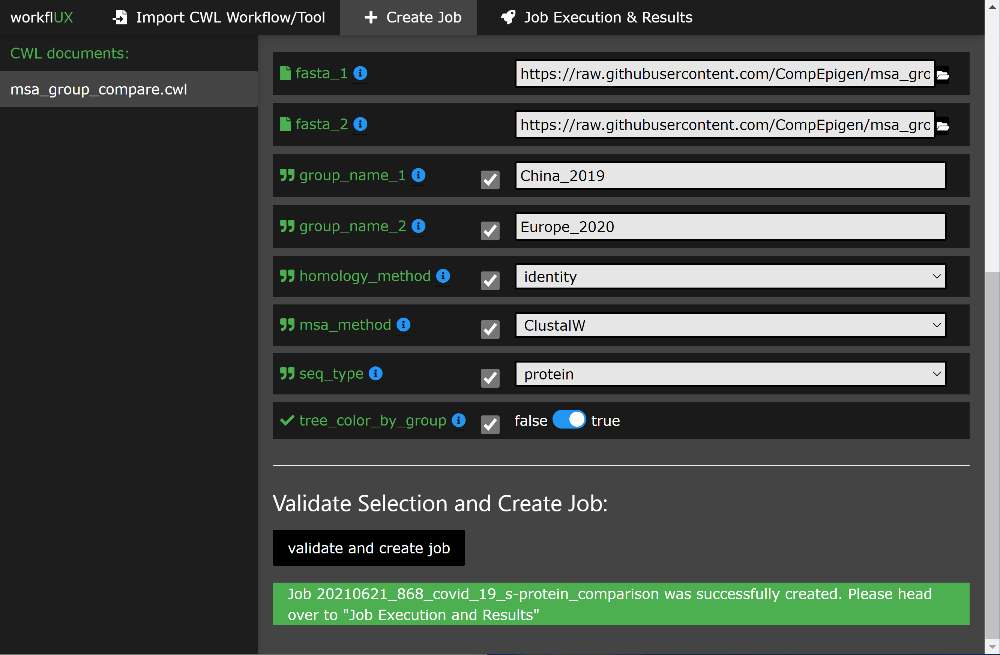 workflUX Import CWL Workflow/Tool Create Job Job Execution & Results
CWL documents:
msa_group_compare.cwl
fasta_1 https://raw.githubusercontent.com/CompEpigen/msa_gro
fasta_2 https://raw.githubusercontent.com/CompEpigen/msa_gro
group_name_1 China_2019
group_name_2 Europe_2020
homology_method identity
msa_method ClustalW
seq_type protein
tree_color_by_group false true
Validate Selection and Create Job:
validate and create job
Job 20210621_868_covid_19_s-protein_comparison was successfully created. Please head
over to "Job Execution and Results"